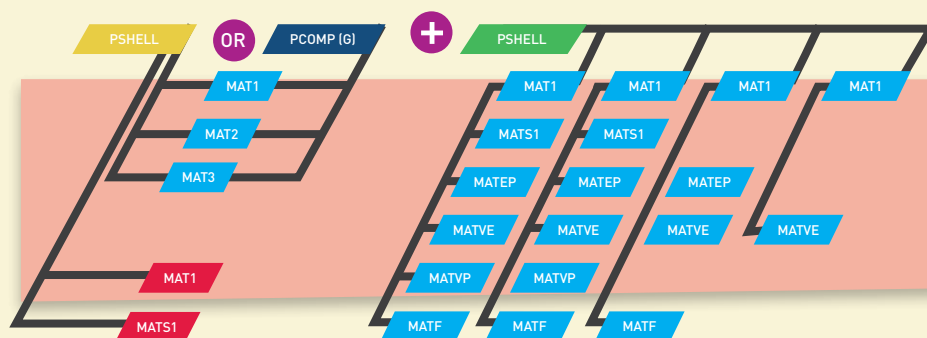 PSHELL OR PCOMP (G) + PSHELL
MAT1 MAT1 MAT1 MAT1 MAT1
MAT2 MATS1 MATS1
MAT3 MATEP MATEP MATEP
MATVE MATVE MATVE MATVE
MAT1 MATVP MATVP
MATS1 MATF MATF MATF